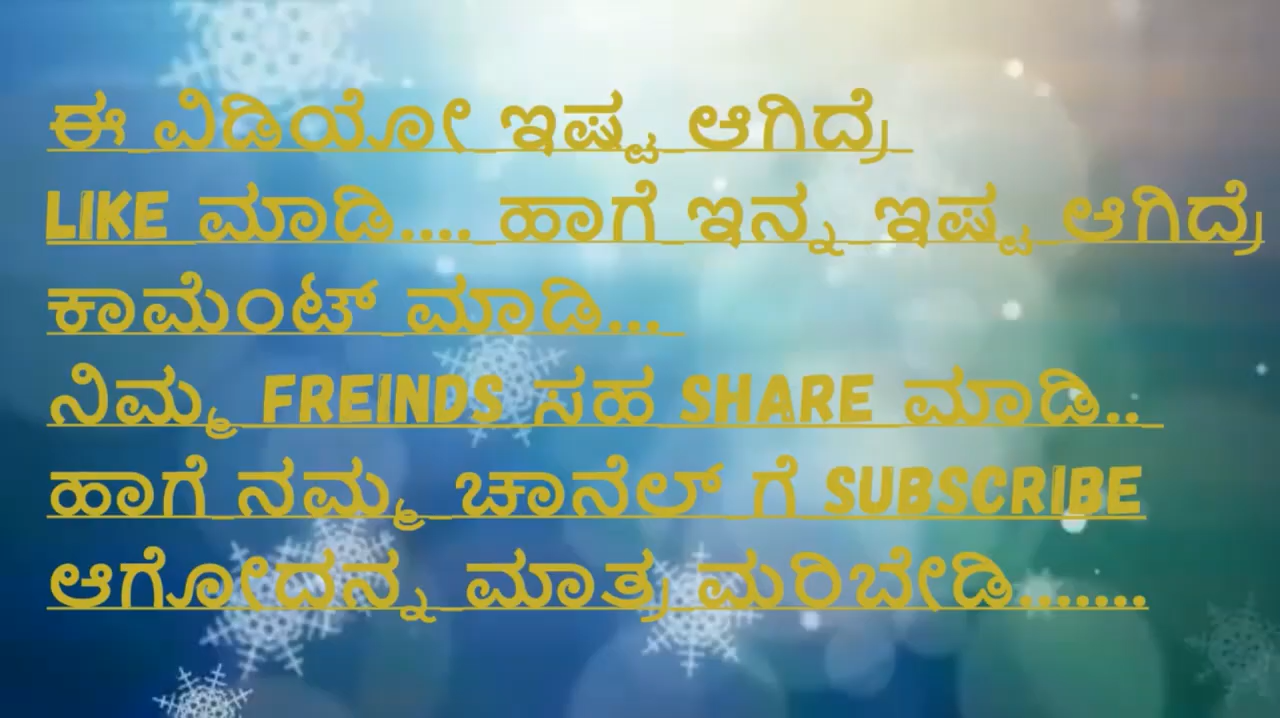 ಈ ವಿಡಿಯೋ ಇಷ್ಟ ಆಗಿದ್ರೆ
LIKE ಮಾಡಿ.... ಹಾಗೆ ಇನ್ನ ಇಷ್ಟ ಆಗಿದ್ರೆ
ಕಾಮೆಂಟ್ ಮಾಡಿ...
ನಿಮ್ಮ FREINDS ಸಹ SHARE ಮಾಡಿ..
ಹಾಗೆ ನಮ್ಮ ಚಾನೆಲ್ ಗೆ SUBSCRIBE
ಆಗೋದನ್ನ ಮಾತ್ರ ಮರಿಬೇಡಿ.......